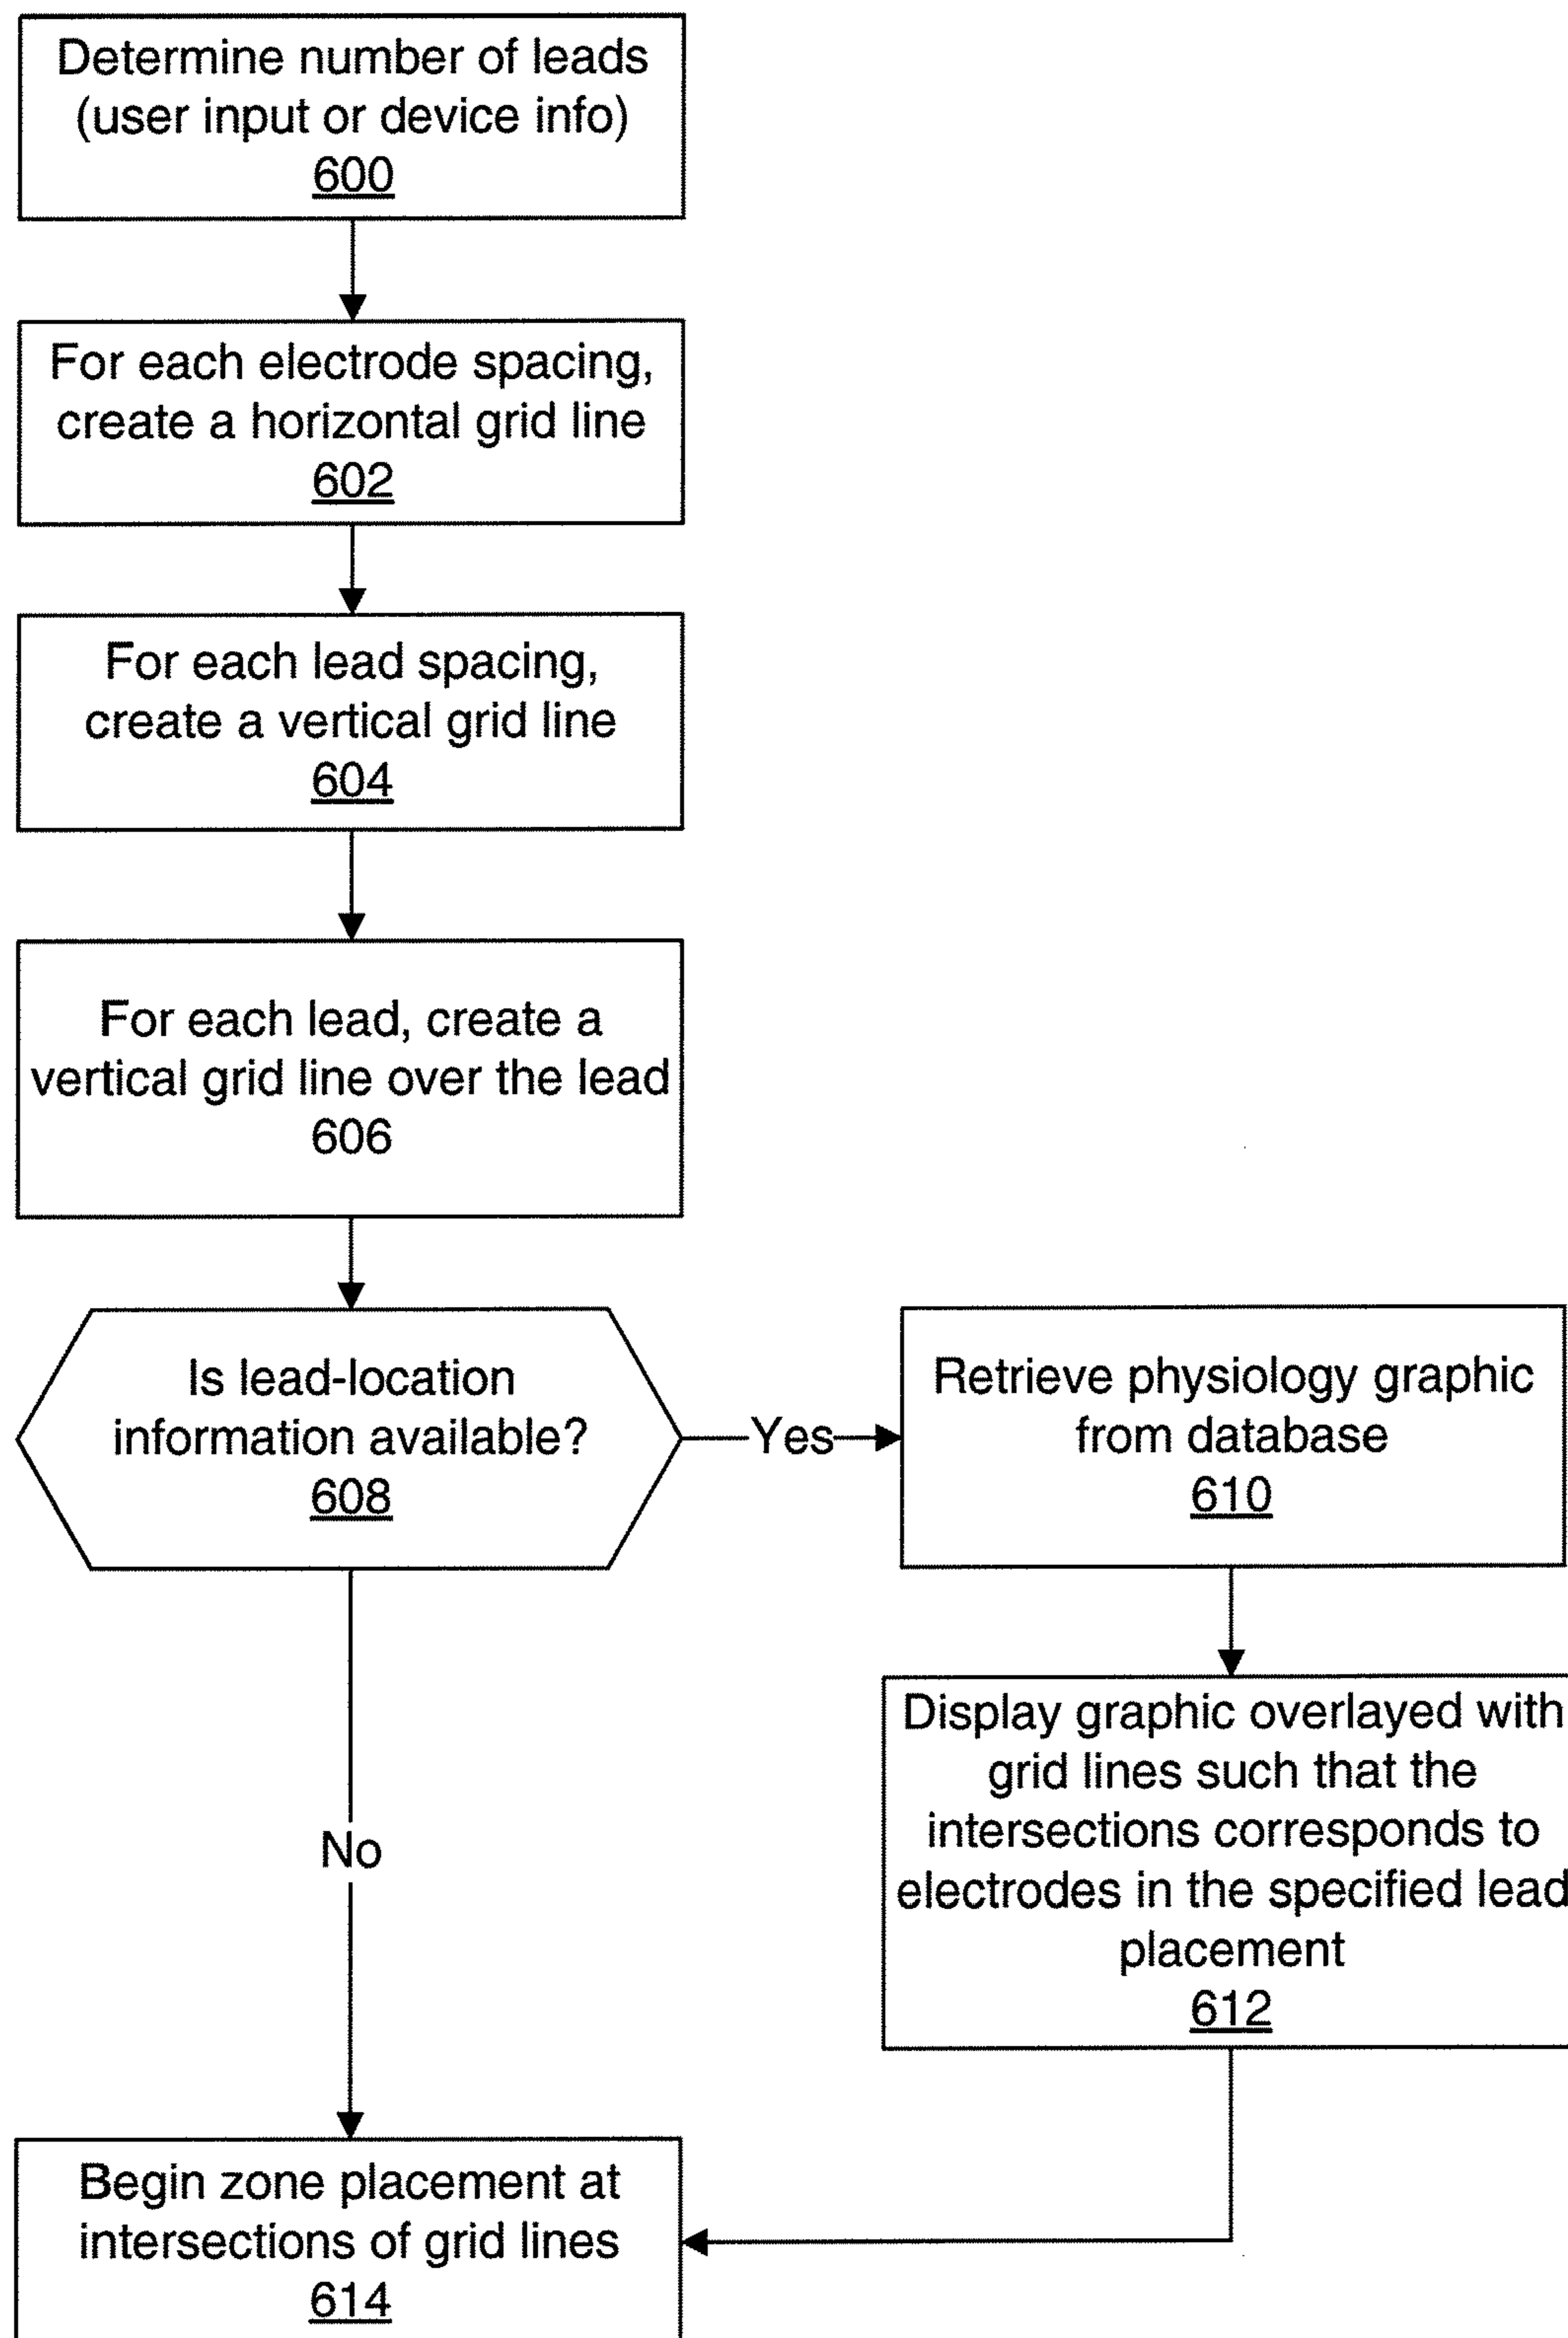 Determine number of leads
(user input or device info)
600
For each electrode spacing,
create a horizontal grid line
602
For each lead spacing,
create a vertical grid line
604
For each lead, create a
vertical grid line over the lead
606
Is lead-location
information available?
608
Yes
Retrieve physiology graphic
from database
610
Display graphic overlayed with
grid lines such that the
intersections corresponds to
electrodes in the specified lead
placement
612
No
Begin zone placement at
intersections of grid lines
614